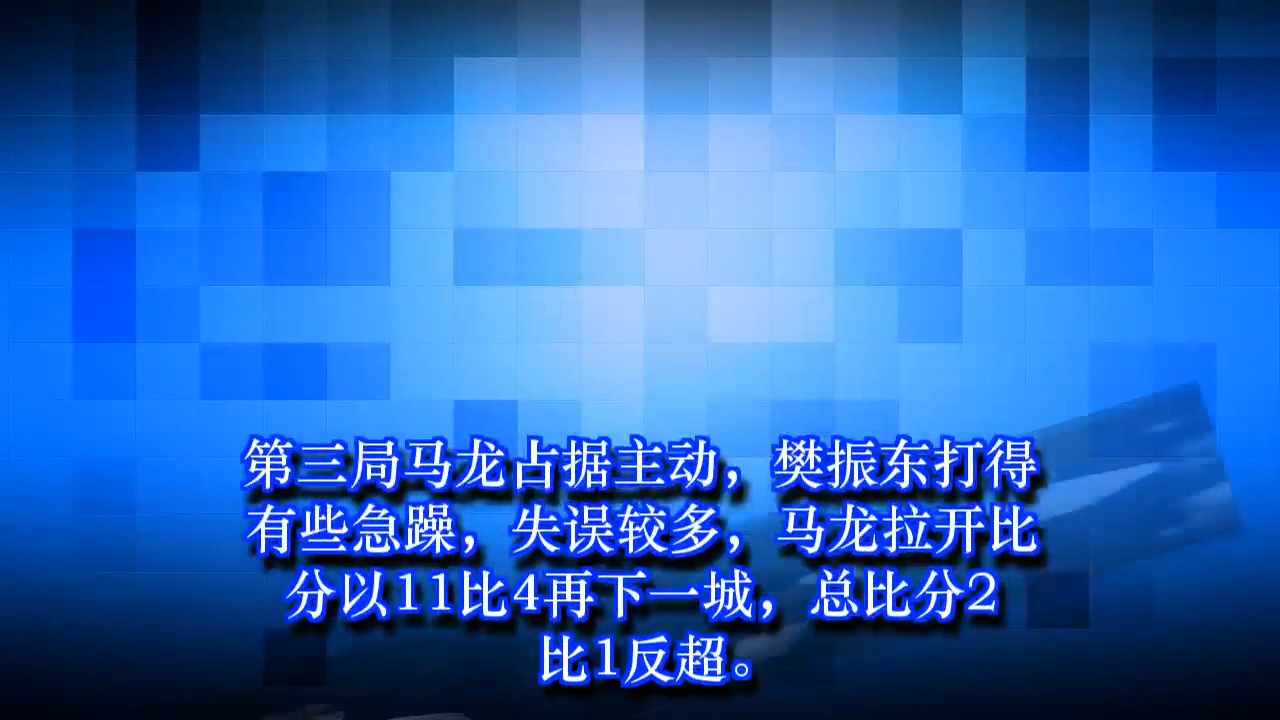 第三局马龙占据主动，樊振东打得
有些急躁，失误较多，马龙拉开比
分以11比4再下一城，总比分2
比1反超。